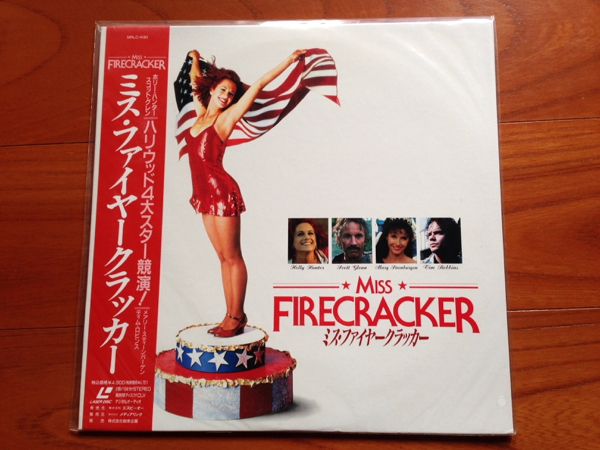 MISS
FIRECRACKER
ミス・ファイヤークラッカー
ホリー・ハンター
スコット・グレン
ハリウッド4大スター競演!
メアリー・スティーンバージェン
ティム・ロビンス
LASER DISC
Holly Hunter
Scott Glenn
Mary Steenburgen
Tim Robbins
MISS
FIRECRACKER
ミス・ファイヤークラッカー